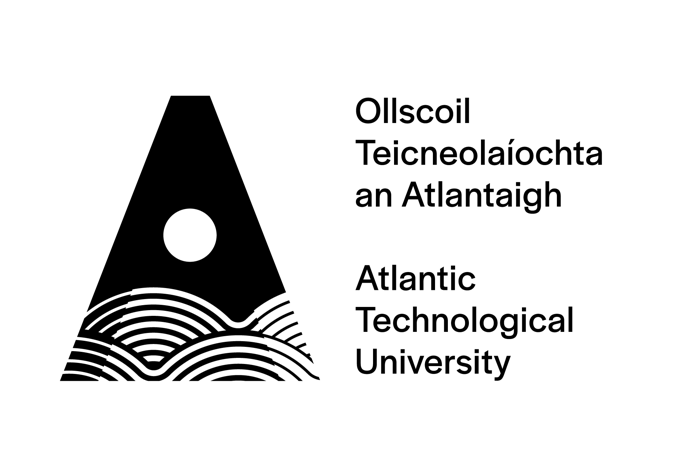 Ollscoil
Teicneolaíochta
an Atlantaigh
Atlantic
Technological
University